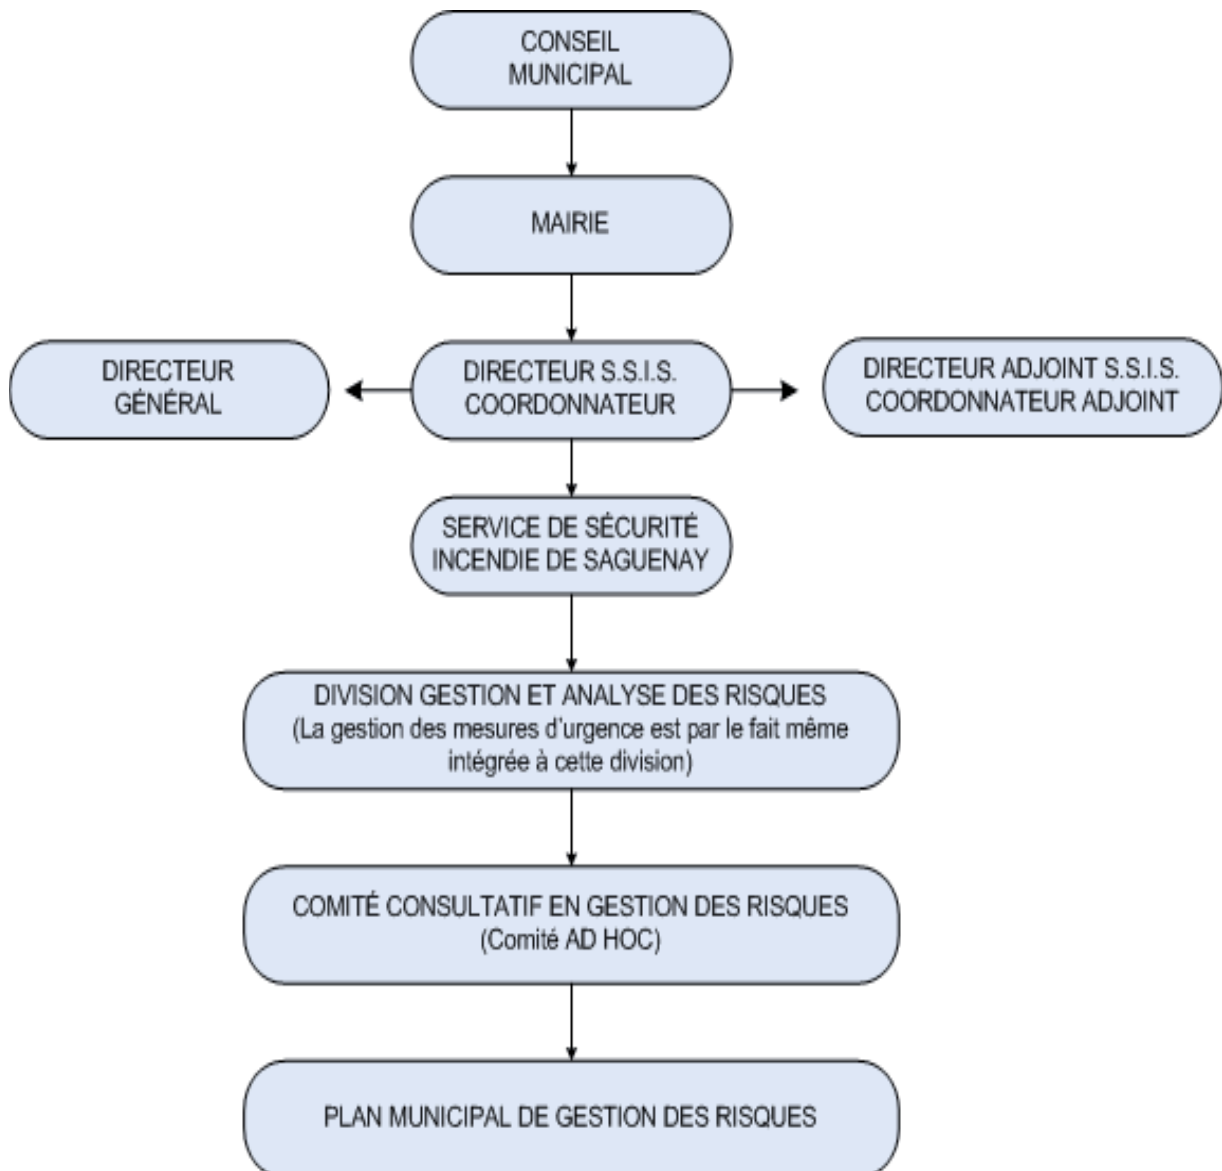 CONSEIL
MUNICIPAL
MAIRIE
DIRECTEUR
GÉNÉRAL
DIRECTEUR S.S.I.S.
COORDONNATEUR
DIRECTEUR ADJOINT S.S.I.S.
COORDONNATEUR ADJOINT
SERVICE DE SÉCURITÉ
INCENDIE DE SAGUENAY
DIVISION GESTION ET ANALYSE DES RISQUES
(La gestion des mesures d'urgence est par le fait même
intégrée à cette division)
COMITÉ CONSULTATIF EN GESTION DES RISQUES
(Comité AD HOC)
PLAN MUNICIPAL DE GESTION DES RISQUES